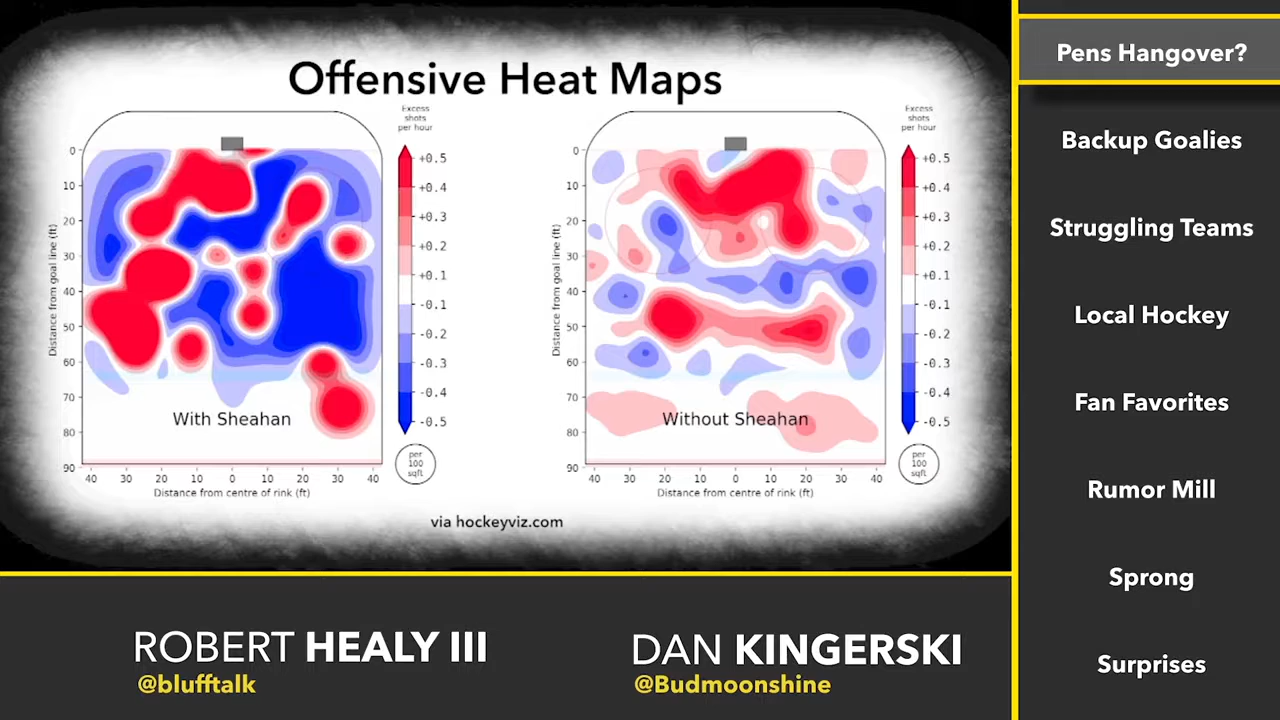 Offensive Heat Maps
Excess
shots
per hour
+0.5
+0.4
+0.3
+0.2
+0.1
-0.1
-0.2
-0.3
-0.4
-0.5
per
100
sqft
0
10
20
30
40
50
60
70
80
90
Distance from goal line (ft)
With Sheahan
40 30 20 10 0 10 20 30 40
Distance from centre of rink (ft)
Excess
shots
per hour
+0.5
+0.4
+0.3
+0.2
+0.1
-0.1
-0.2
-0.3
-0.4
-0.5
per
100
sqft
0
10
20
30
40
50
60
70
80
90
Distance from goal line (ft)
Without Sheahan
40 30 20 10 0 10 20 30 40
Distance from centre of rink (ft)
via hockeyviz.com
ROBERT HEALY III
@blufftalk
DAN KINGERSKI
@Budmoonshine
Pens Hangover?
Backup Goalies
Struggling Teams
Local Hockey
Fan Favorites
Rumor Mill
Sprong
Surprises